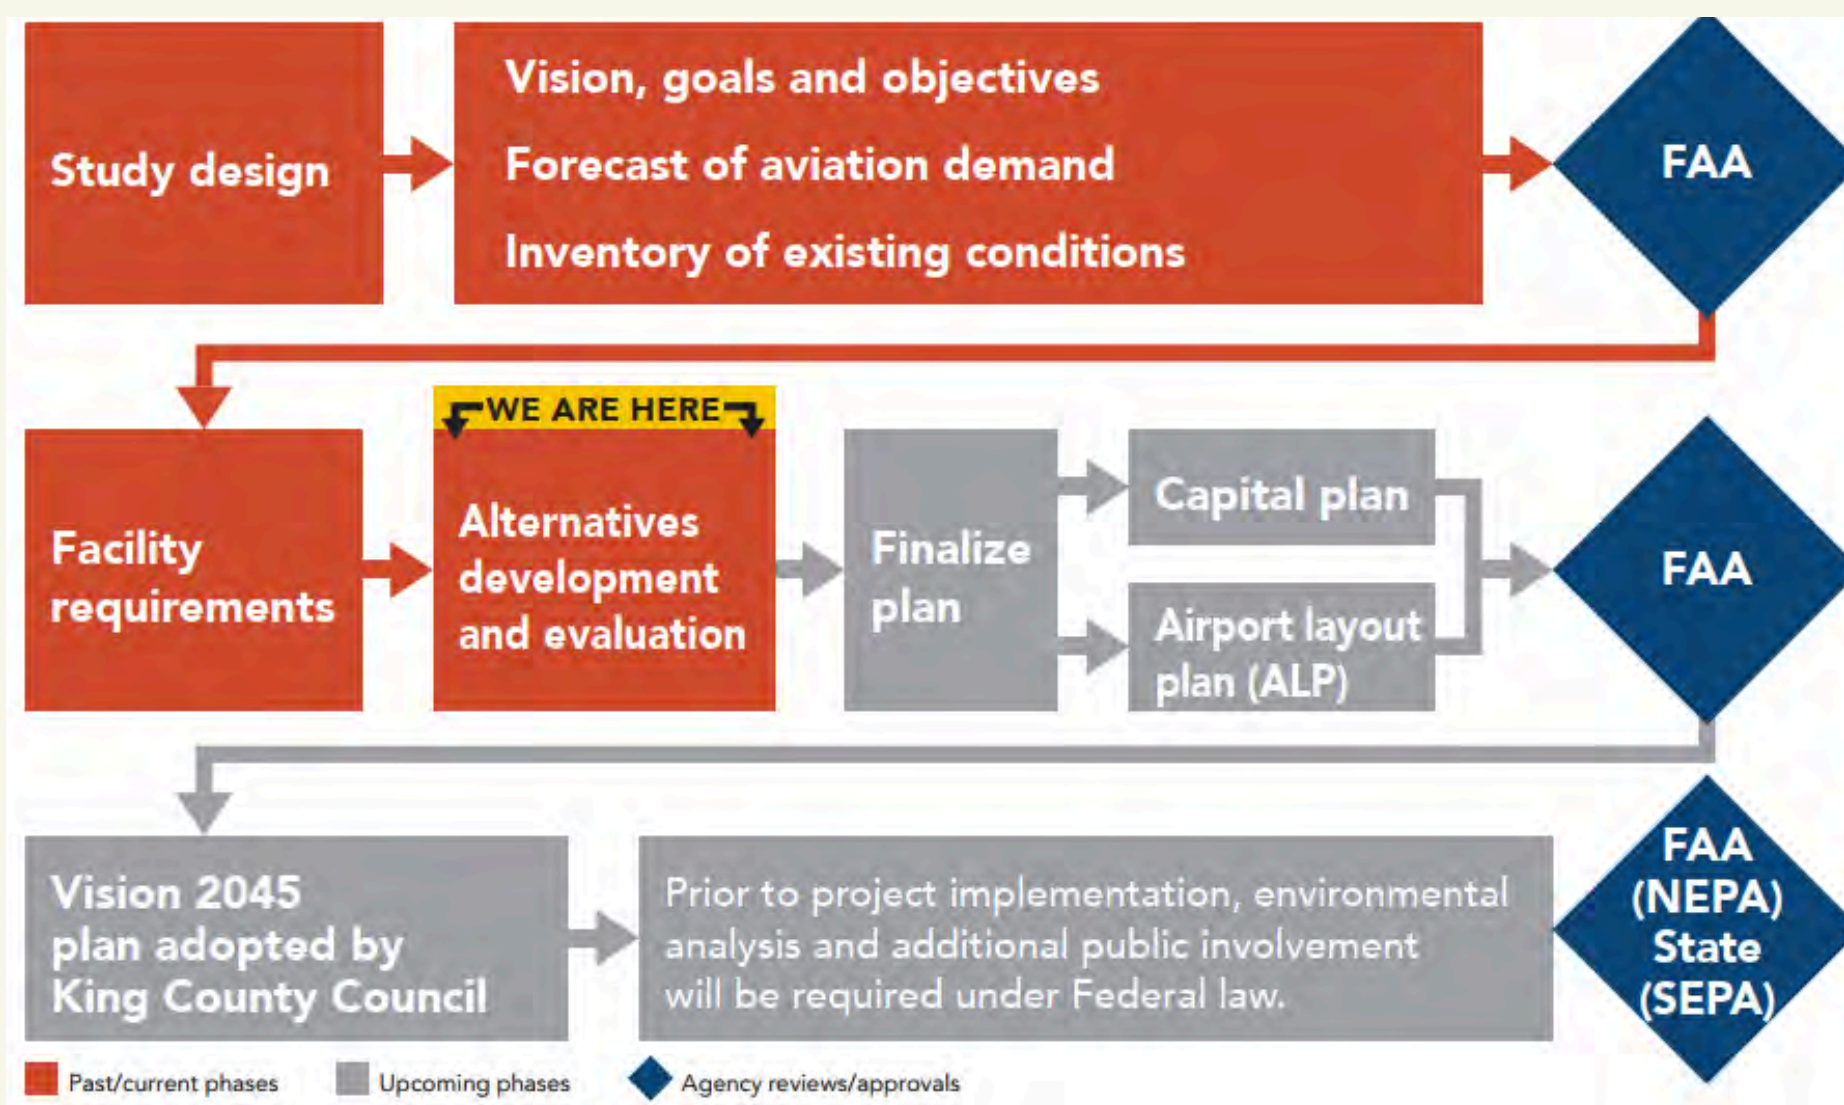 Study design
Vision, goals and objectives
Forecast of aviation demand
Inventory of existing conditions
FAA
Facility
requirements
WE ARE HERE
Alternatives
development
and evaluation
Finalize
plan
Capital plan
Airport layout
plan (ALP)
FAA
Vision 2045
plan adopted by
King County Council
Prior to project implementation, environmental
analysis and additional public involvement
will be required under Federal law.
FAA
(NEPA)
State
(SEPA)
Past/current phases
Upcoming phases
Agency reviews/approvals